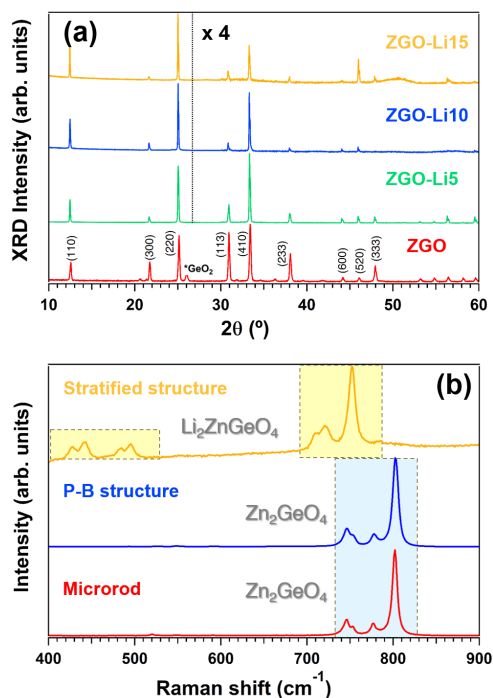 (a)
x 4
ZGO-Li15
ZGO-Li10
ZGO-Li5
ZGO
(110)
(300)
(220)
*GeO₂
(113)
(410)
(233)
(600)
(520)
(333)
XRD Intensity (arb. units)
10 20 30 40 50 60
2θ (º)
(b)
Stratified structure
Li₂ZnGeO₄
P-B structure
Zn₂GeO₄
Microrod
Zn₂GeO₄
Intensity (arb. units)
400 500 600 700 800 900
Raman shift (cm⁻¹)